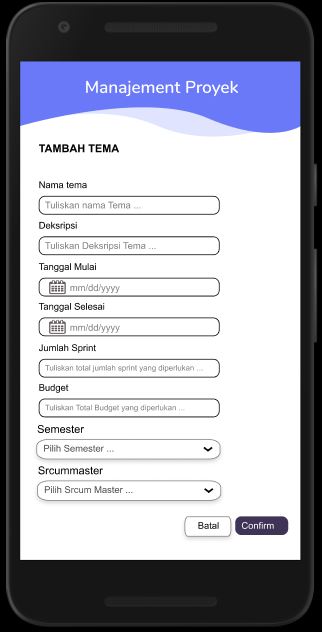 Manajement Proyek
TAMBAH TEMA
Nama tema
Tuliskan nama Tema ...
Deksripsi
Tuliskan Deksripsi Tema ...
Tanggal Mulai
mm/dd/yyyy
Tanggal Selesai
mm/dd/yyyy
Jumlah Sprint
Tuliskan total jumlah sprint yang diperlukan ...
Budget
Tuliskan Total Budget yang diperlukan ...
Semester
Pilih Semester ...
Srcummaster
Pilih Srcum Master ...
Batal Confirm